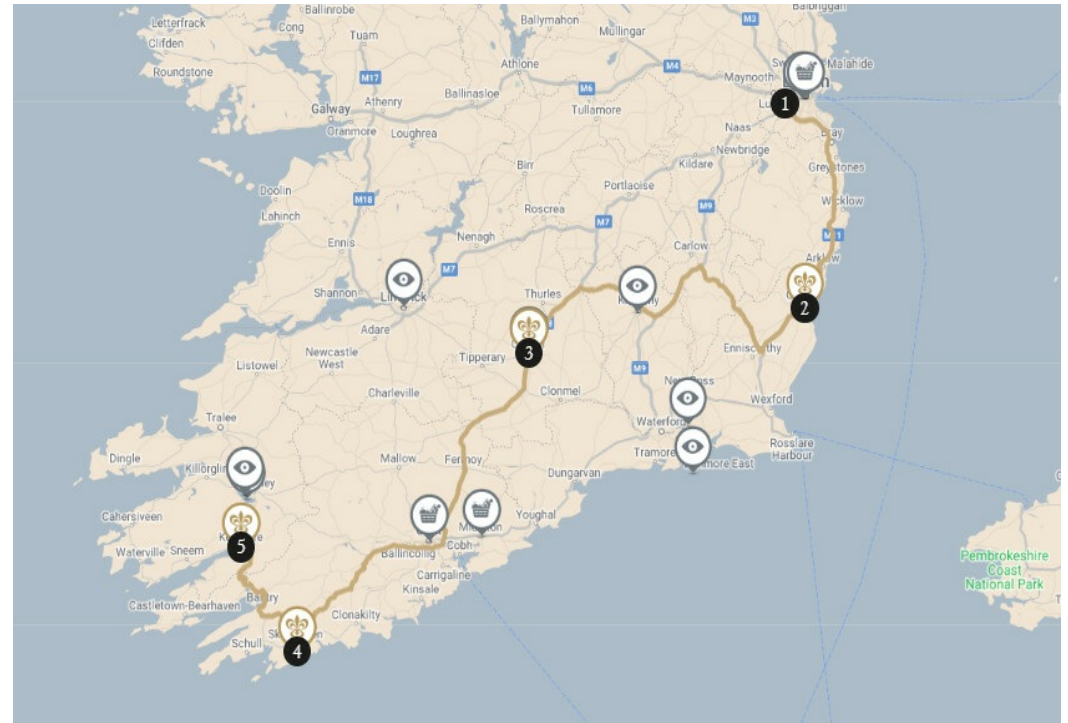 Ballinrobe
Balbriggan
Letterfrack
Cong
Ballymahon
M3
Clifden
Tuam
Mullingar
Athlone
M4
Malahide
Roundstone
M17
Maynooth
Ballinasloe
M6
Galway
Athenry
Tullamore
1
Oranmore
Loughrea
Naas
Bray
Newbridge
Birr
Kildare
Greystones
Doolin
Portlaoise
M18
Roscrea
M9
Wicklow
Lahinch
M7
Ennis
Nenagh
Carlow
M11
Arklow
M7
Shannon
Thurles
2
Adare
3
Newcastle
West
Tipperary
Enniscorthy
Listowel
M9
Charleville
Clonmel
Wexford
Tralee
Waterford
Rosslare
Harbour
Dingle
Mallow
Fermoy
Tramore
Dungarvan
Cahersiveen
Youghal
Waterville
Sneem
5
Ballincollig
Cobh
Pembrokeshire
Coast
National Park
Carrigaline
Kinsale
Castletown-Bearhaven
Bantry
Clonakilty
Schull
4